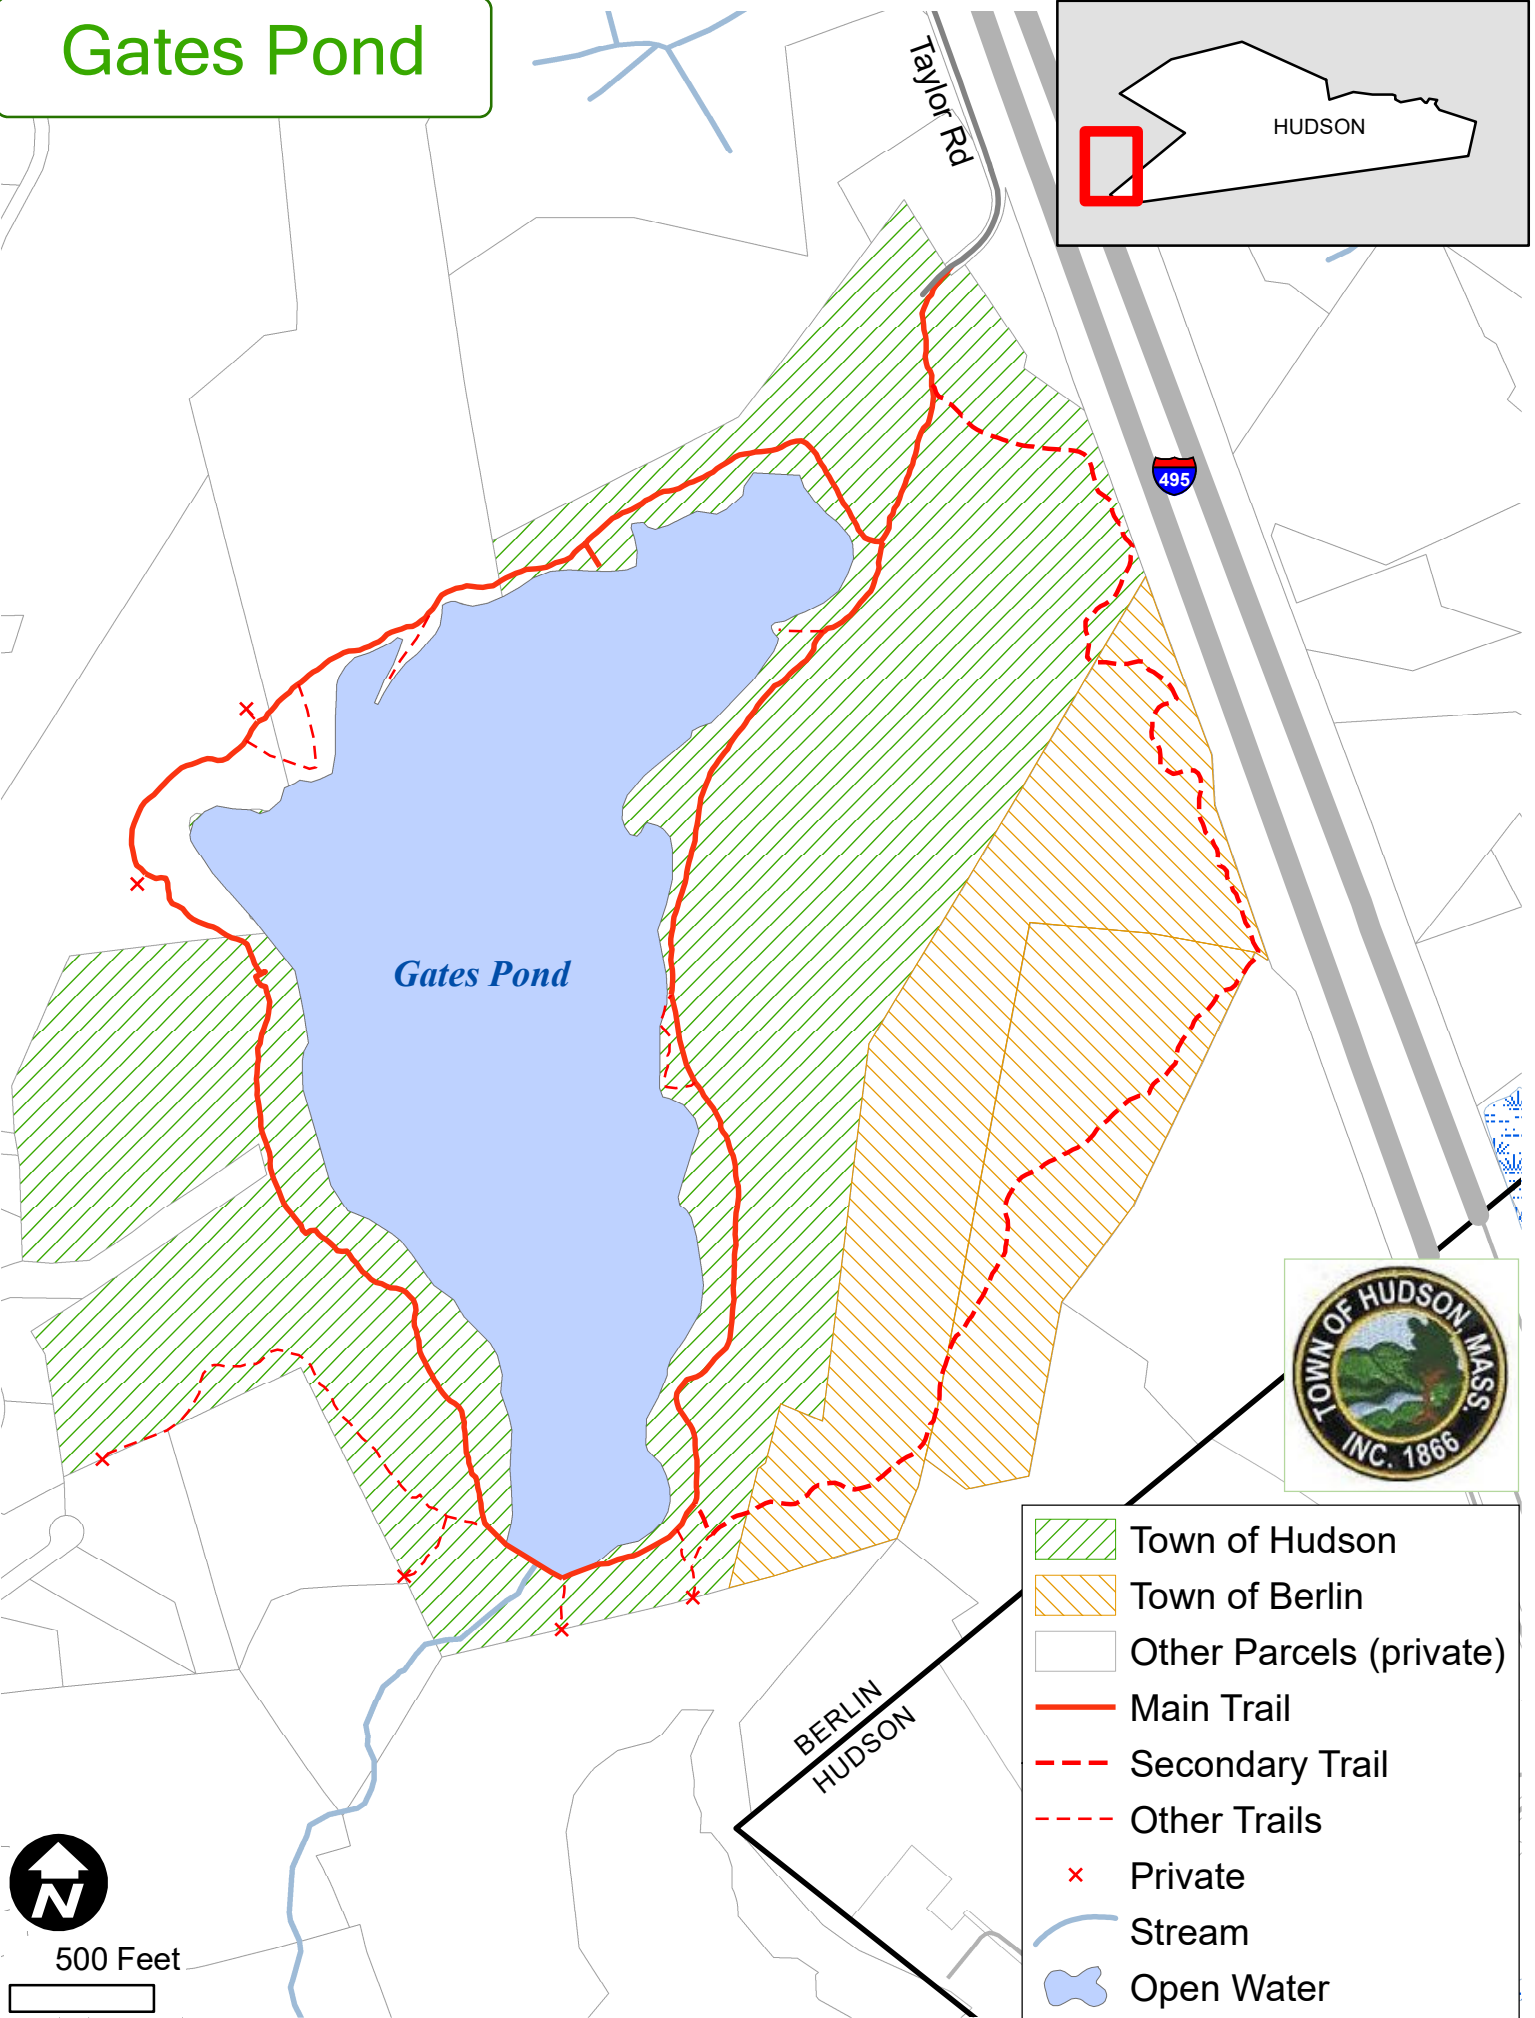 Gates Pond
Taylor Rd
HUDSON
495
Gates Pond
TOWN OF HUDSON, MASS.
INC. 1866
BERLIN
HUDSON
Town of Hudson
Town of Berlin
Other Parcels (private)
Main Trail
Secondary Trail
Other Trails
Private
Stream
Open Water
N
500 Feet